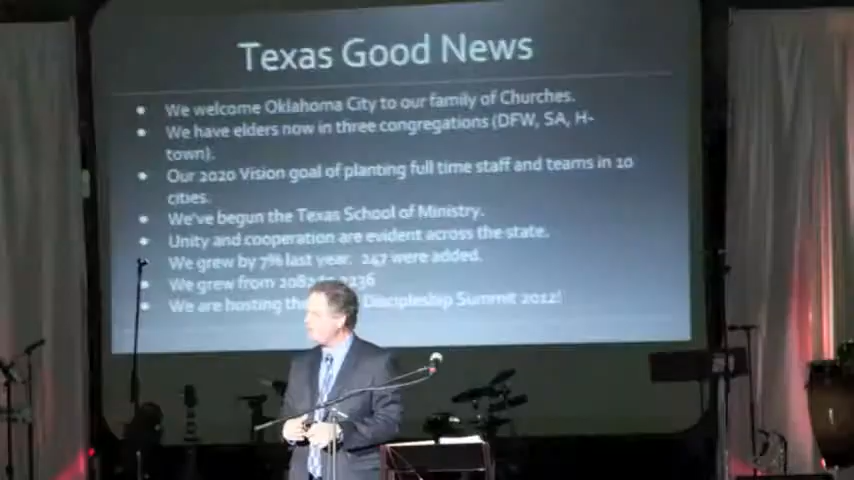 Texas Good News
• We welcome Oklahoma City to our family of Churches.
• We have elders now in three congregations (DFW, SA, H-
town).
• Our 2020 Vision goal of planting full time staff and teams in 10
cities.
• We've begun the Texas School of Ministry.
• Unity and cooperation are evident across the state.
We grew by 7% last year. 247 were added.
• We grew from 2082 to 2236
• We are hosting the Discipleship Summit 2012!